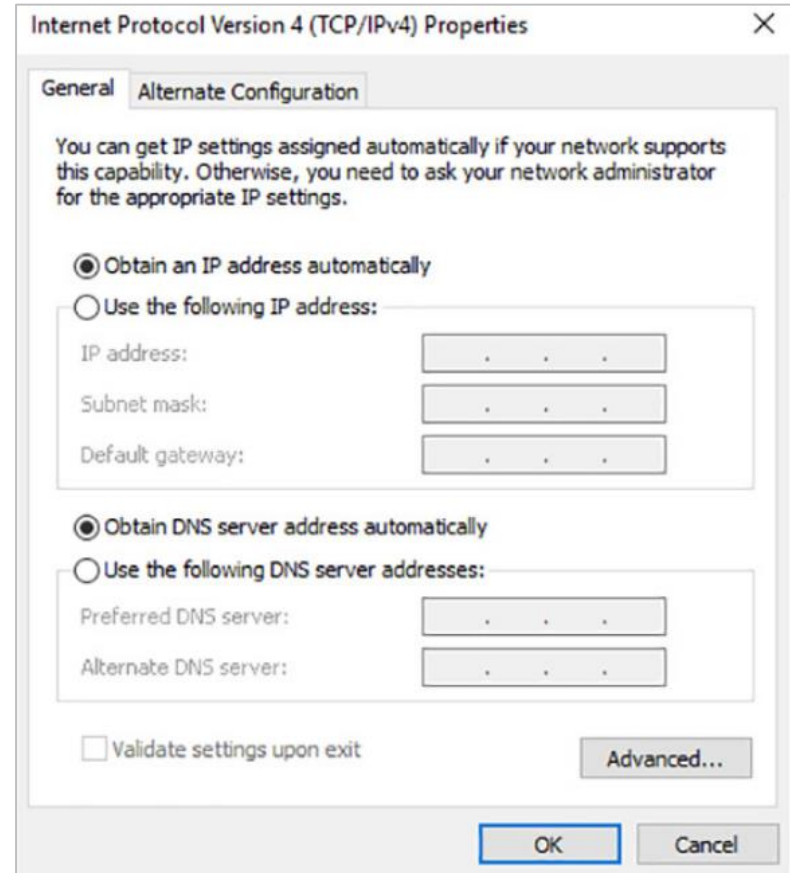 Internet Protocol Version 4 (TCP/IPv4) Properties
General
Alternate Configuration
You can get IP settings assigned automatically if your network supports
this capability. Otherwise, you need to ask your network administrator
for the appropriate IP settings.
Obtain an IP address automatically
Use the following IP address:
IP address:
. . .
Subnet mask:
. . .
Default gateway:
. . .
Obtain DNS server address automatically
Use the following DNS server addresses:
Preferred DNS server:
. . .
Alternate DNS server:
. . .
Validate settings upon exit
Advanced...
OK
Cancel